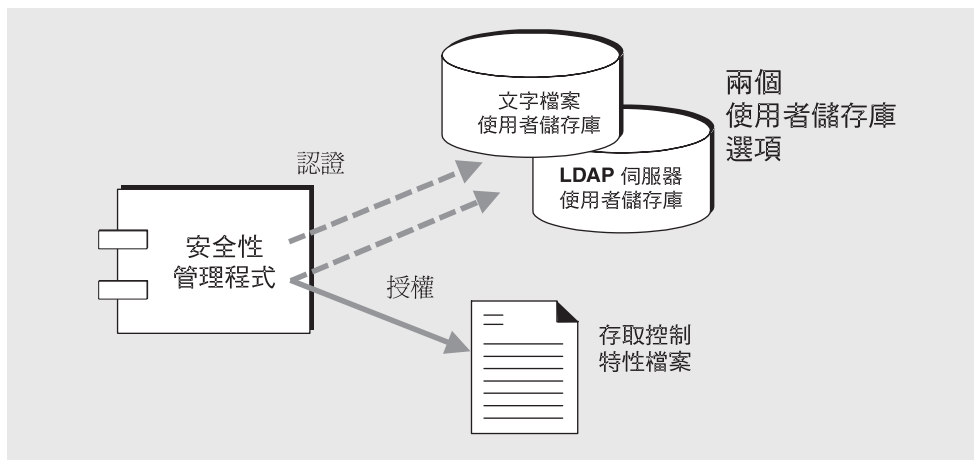 文字檔案
使用者儲存庫
兩個
使用者儲存庫
選項
LDAP 伺服器
使用者儲存庫
認證
安全性
管理程式
授權
存取控制
特性檔案